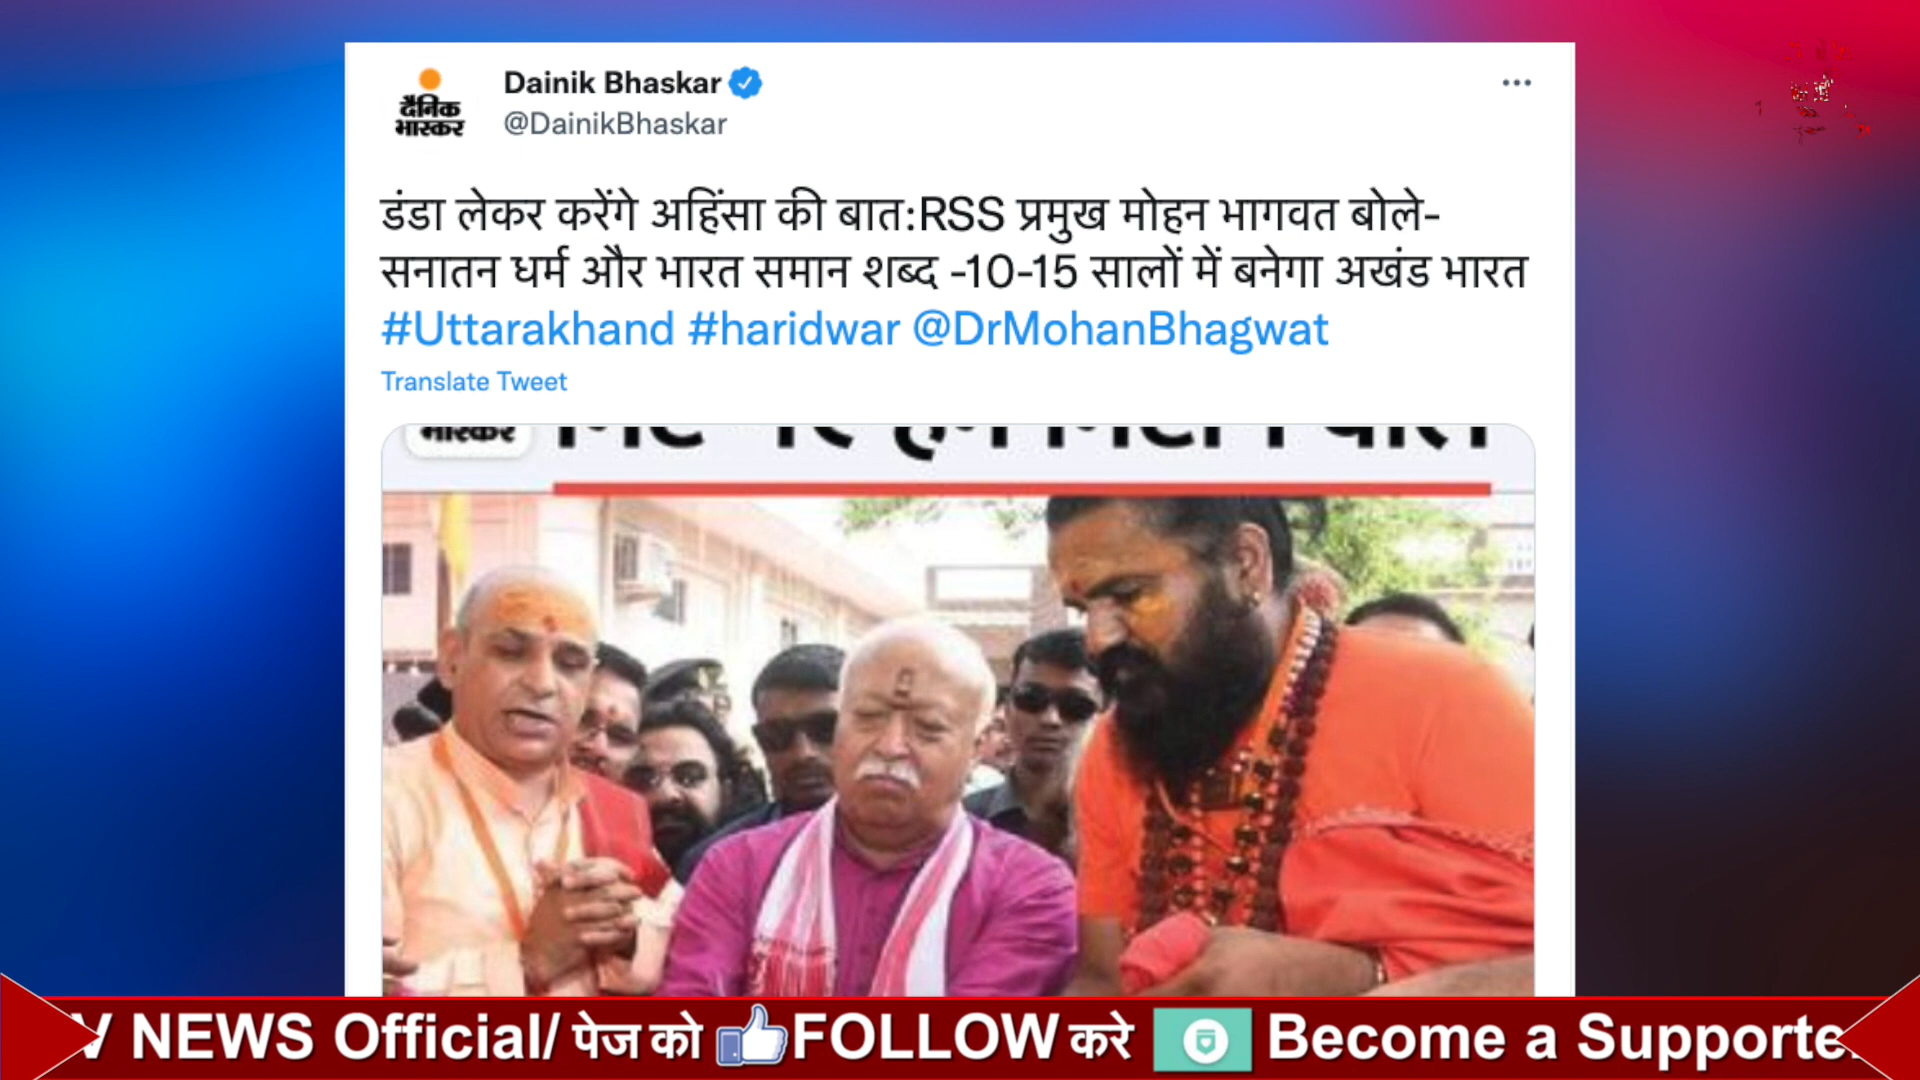 Dainik Bhaskar
@DainikBhaskar
दैनिक
भास्कर
डंडा लेकर करेंगे अहिंसा की बात:RSS प्रमुख मोहन भागवत बोले-
सनातन धर्म और भारत समान शब्द -10-15 सालों में बनेगा अखंड भारत
#Uttarakhand #haridwar @DrMohanBhagwat
Translate Tweet
भास्कर
V NEWS Official/ पेज को FOLLOW करे Become a Supporte